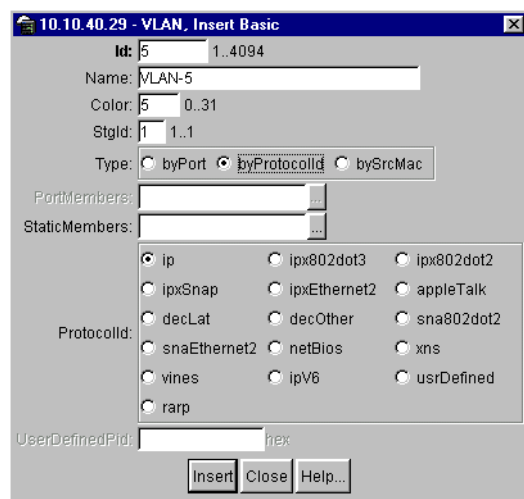 10.10.40.29 - VLAN, Insert Basic
Id: 5 1..4094
Name: VLAN-5
Color: 5 0..31
StgId: 1 1..1
Type: byPort byProtocolId bySrcMac
PortMembers: ...
StaticMembers: ...
ProtocolId:
ip ipx802dot3 ipx802dot2
ipxSnap ipxEthernet2 appleTalk
decLat decOther sna802dot2
snaEthernet2 netBios xns
vines ipV6 usrDefined
rarp
UserDefinedPid: hex
Insert Close Help...